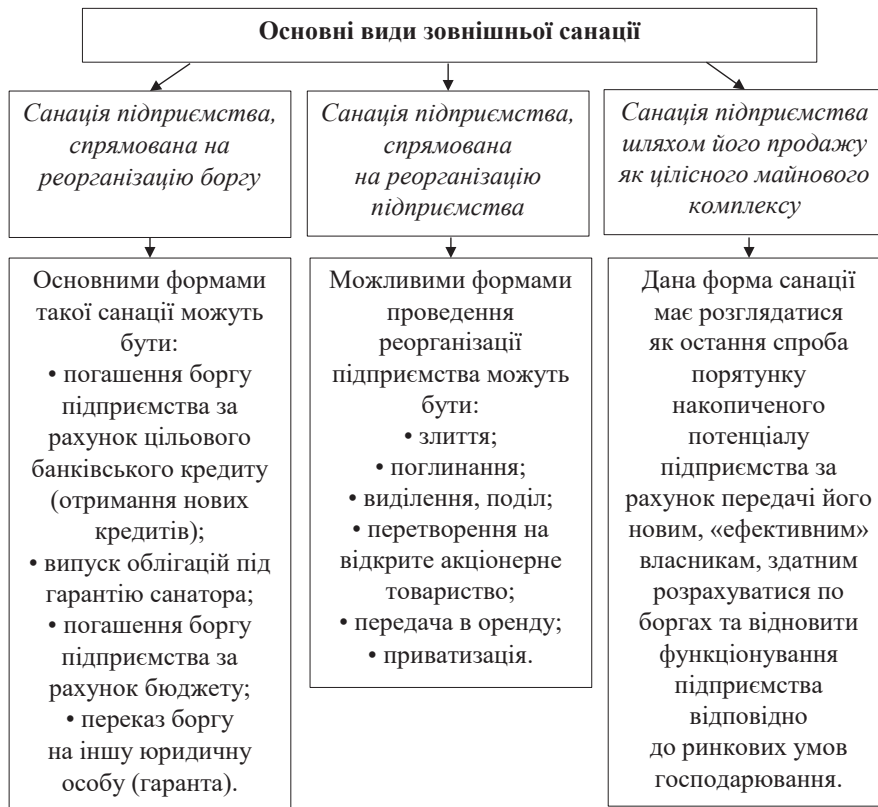 Основні види зовнішньої санації
Санація підприємства,
спрямована на
реорганізацію боргу
Санація підприємства,
спрямована
на реорганізацію
підприємства
Санація підприємства
шляхом його продажу
як цілісного майнового
комплексу
Основними формами
такої санації можуть
бути:
• погашення боргу
підприємства за
рахунок цільового
банківського кредиту
(отримання нових
кредитів);
• випуск облігацій під
гарантію санатора;
• погашення боргу
підприємства за
рахунок бюджету;
• переказ боргу
на іншу юридичну
особу (гаранта).
Можливими формами
проведення
реорганізації
підприємства можуть
бути:
• злиття;
• поглинання;
• виділення, поділ;
• перетворення на
відкрите акціонерне
товариство;
• передача в оренду;
• приватизація.
Дана форма санації
має розглядатися
як остання спроба
порятунку
накопиченого
потенціалу
підприємства за
рахунок передачі його
новим, «ефективним»
власникам, здатним
розрахуватися по
боргах та відновити
функціонування
підприємства
відповідно
до ринкових умов
господарювання.